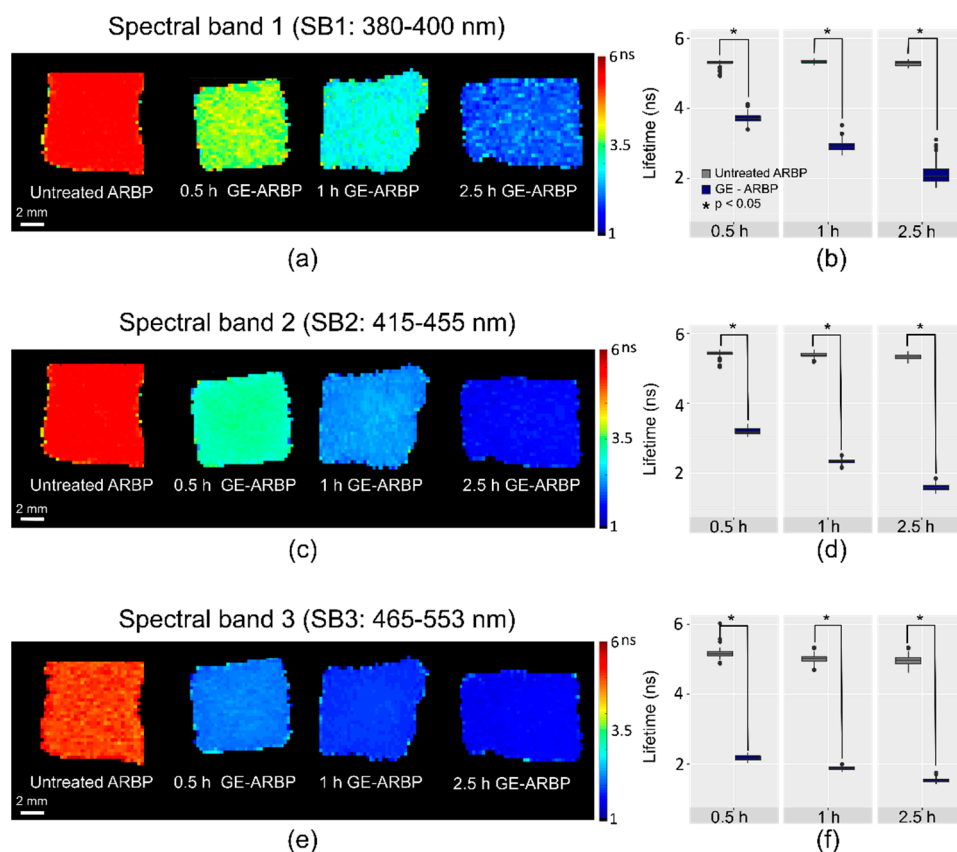 Spectral band 1 (SB1: 380-400 nm)
6 ns
3.5
1
Untreated ARBP
0.5 h GE-ARBP
1 h GE-ARBP
2.5 h GE-ARBP
2 mm
(a)
Lifetime (ns)
6
4
2
*
*
*
Untreated ARBP
GE - ARBP
* p < 0.05
0.5 h
1 h
2.5 h
(b)
Spectral band 2 (SB2: 415-455 nm)
6 ns
3.5
1
Untreated ARBP
0.5 h GE-ARBP
1 h GE-ARBP
2.5 h GE-ARBP
2 mm
(c)
Lifetime (ns)
6
4
2
*
*
*
0.5 h
1 h
2.5 h
(d)
Spectral band 3 (SB3: 465-553 nm)
6 ns
3.5
1
Untreated ARBP
0.5 h GE-ARBP
1 h GE-ARBP
2.5 h GE-ARBP
2 mm
(e)
Lifetime (ns)
6
4
2
*
*
*
0.5 h
1 h
2.5 h
(f)